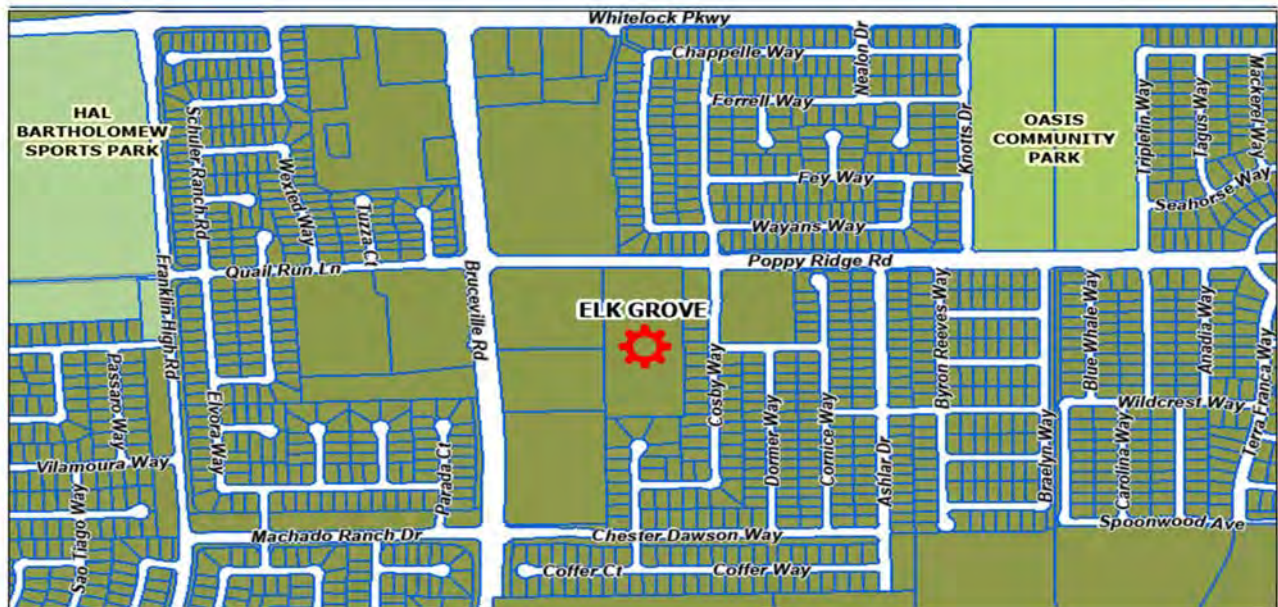 Whitelock Pkwy
Chappelle Way
Nealon Dr
Ferrell Way
Knotts Dr
HAL
BARTHOLOMEW
SPORTS PARK
Schuler Ranch Rd
Wexted Way
Tuzza Ct
OASIS
COMMUNITY
PARK
Triplefin Way
Tagus Way
Mackerel Way
Seahorse Way
Fey Way
Wayans Way
Quail Run Ln
Poppy Ridge Rd
Franklin High Rd
Bruceville Rd
ELK GROVE
Cosby Way
Byron Reeves Way
Blue Whale Way
Anadia Way
Terra Franca Way
Passaro Way
Elvora Way
Wildcrest Way
Dormer Way
Cornice Way
Ashlar Dr
Braelyn Way
Carolina Way
Vilamoura Way
Parada Ct
Sao Tiago Way
Machado Ranch Dr
Chester Dawson Way
Spoonwood Ave
Coffer Ct
Coffer Way